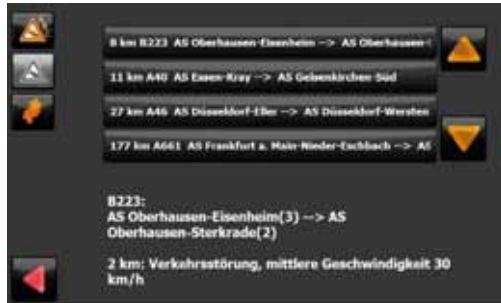 8 km B223 AS Oberhausen-Eisenheim --> AS Oberhausen-
11 km A40 AS Essen-Kray --> AS Gelsenkirchen-Süd
27 km A46 AS Düsseldorf-Eller --> AS Düsseldorf-Wersten
177 km A661 AS Frankfurt a. Main-Nieder-Eschbach --> AS
B223:
AS Oberhausen-Eisenheim(3) --> AS
Oberhausen-Sterkrade(2)
2 km: Verkehrsstörung, mittlere Geschwindigkeit 30
km/h